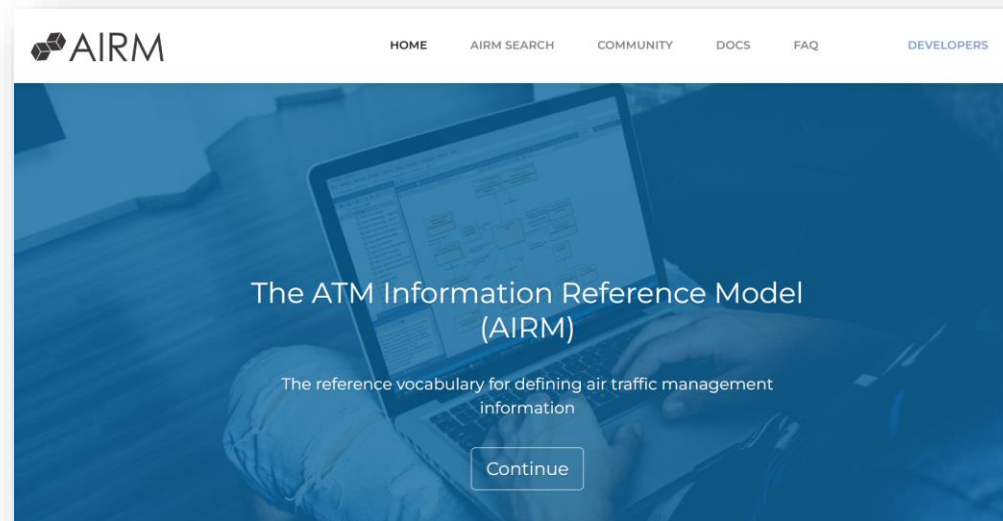 AIRM
HOME AIRM SEARCH COMMUNITY DOCS FAQ DEVELOPERS
The ATM Information Reference Model
(AIRM)
The reference vocabulary for defining air traffic management
information
Continue